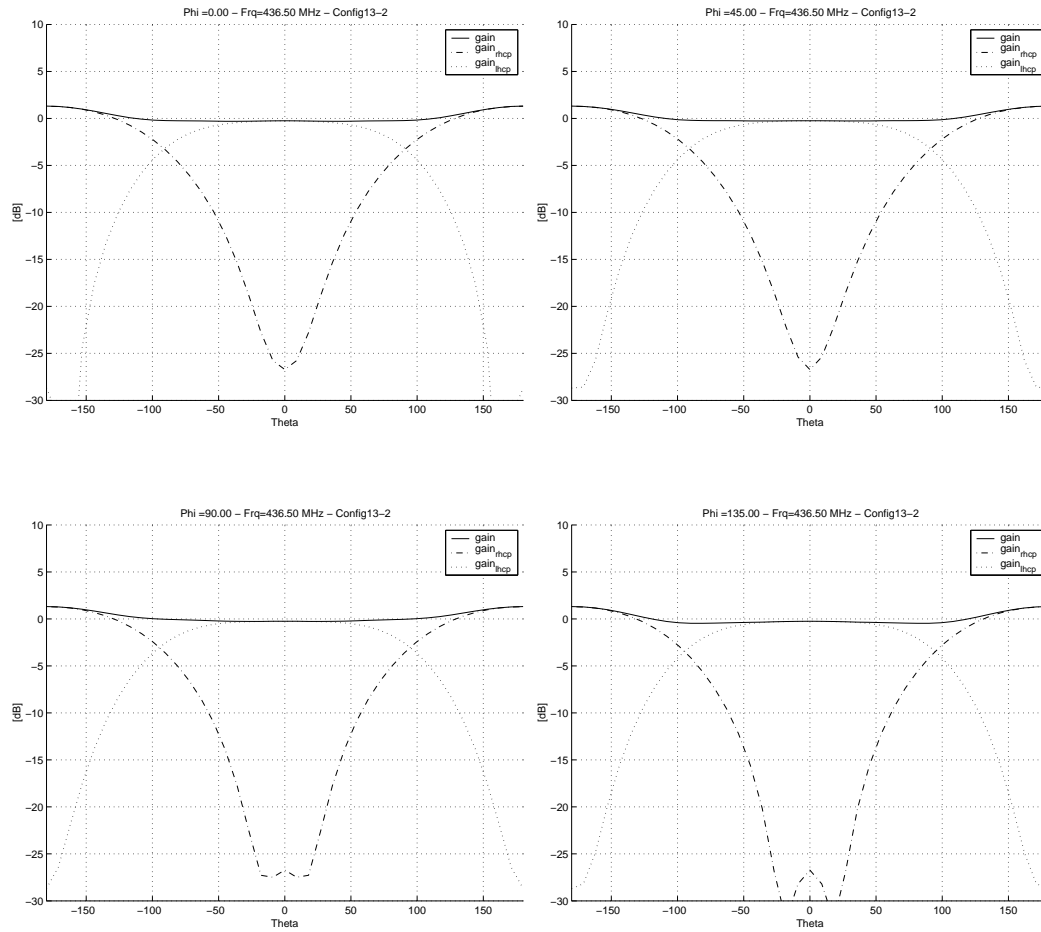 Phi =0.00 − Frq=436.50 MHz − Config13−2
10
5
0
−5
−10
−15
−20
−25
−30
[dB]
−150
−100
−50
0
50
100
150
Theta
gain
gain_rhcp
gain_lhcp
Phi =45.00 − Frq=436.50 MHz − Config13−2
10
5
0
−5
−10
−15
−20
−25
−30
[dB]
−150
−100
−50
0
50
100
150
Theta
gain
gain_rhcp
gain_lhcp
Phi =90.00 − Frq=436.50 MHz − Config13−2
10
5
0
−5
−10
−15
−20
−25
−30
[dB]
−150
−100
−50
0
50
100
150
Theta
gain
gain_rhcp
gain_lhcp
Phi =135.00 − Frq=436.50 MHz − Config13−2
10
5
0
−5
−10
−15
−20
−25
−30
[dB]
−150
−100
−50
0
50
100
150
Theta
gain
gain_rhcp
gain_lhcp